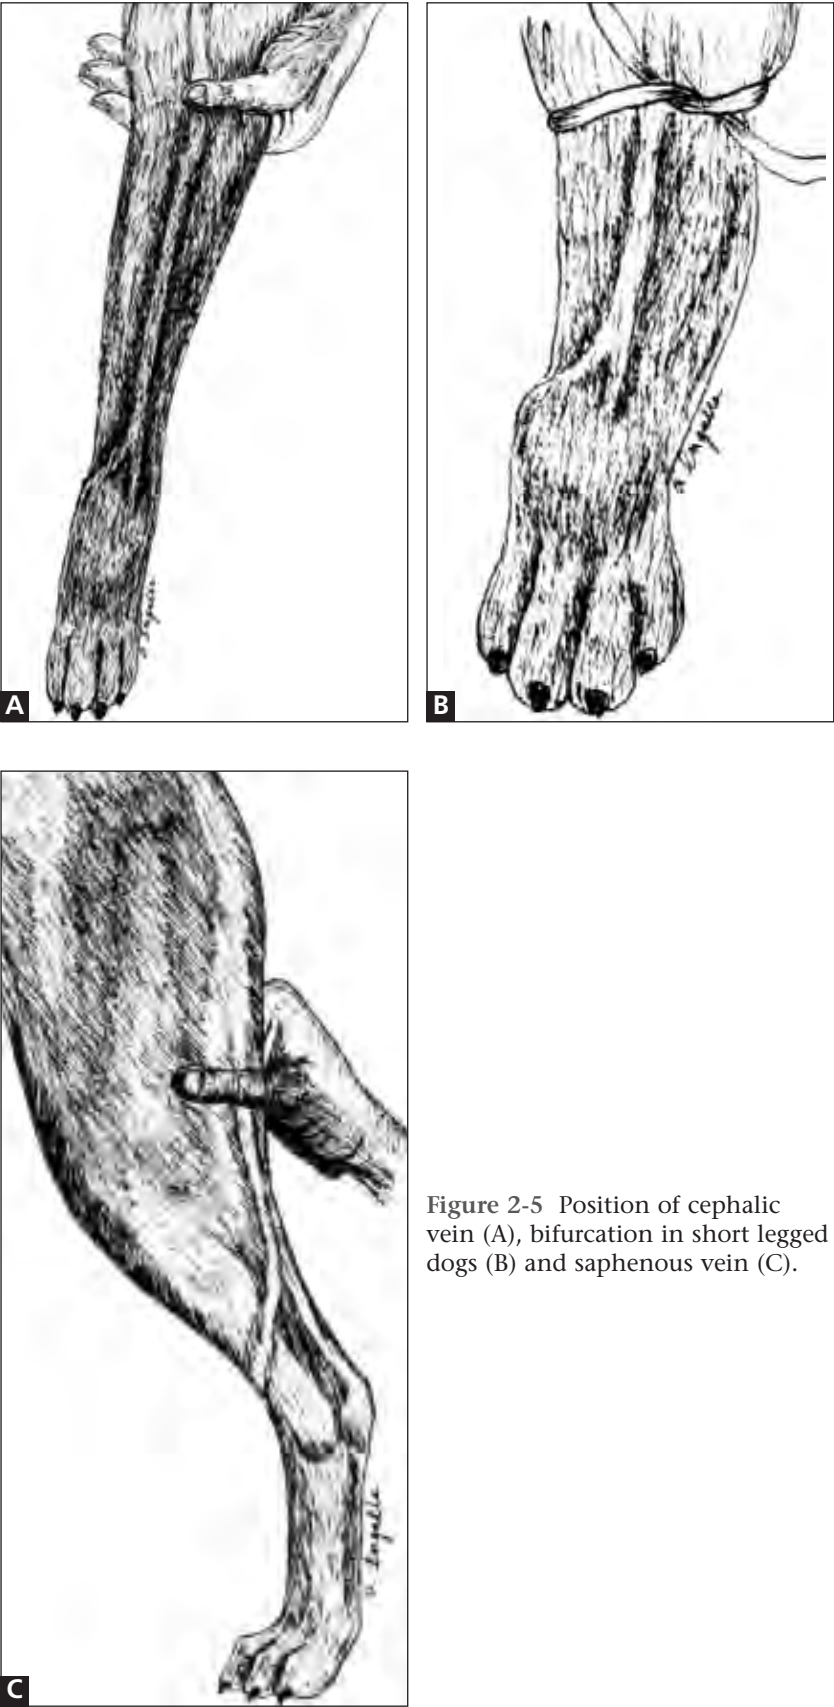 A
B
C
Figure 2-5 Position of cephalic
vein (A), bifurcation in short legged
dogs (B) and saphenous vein (C).